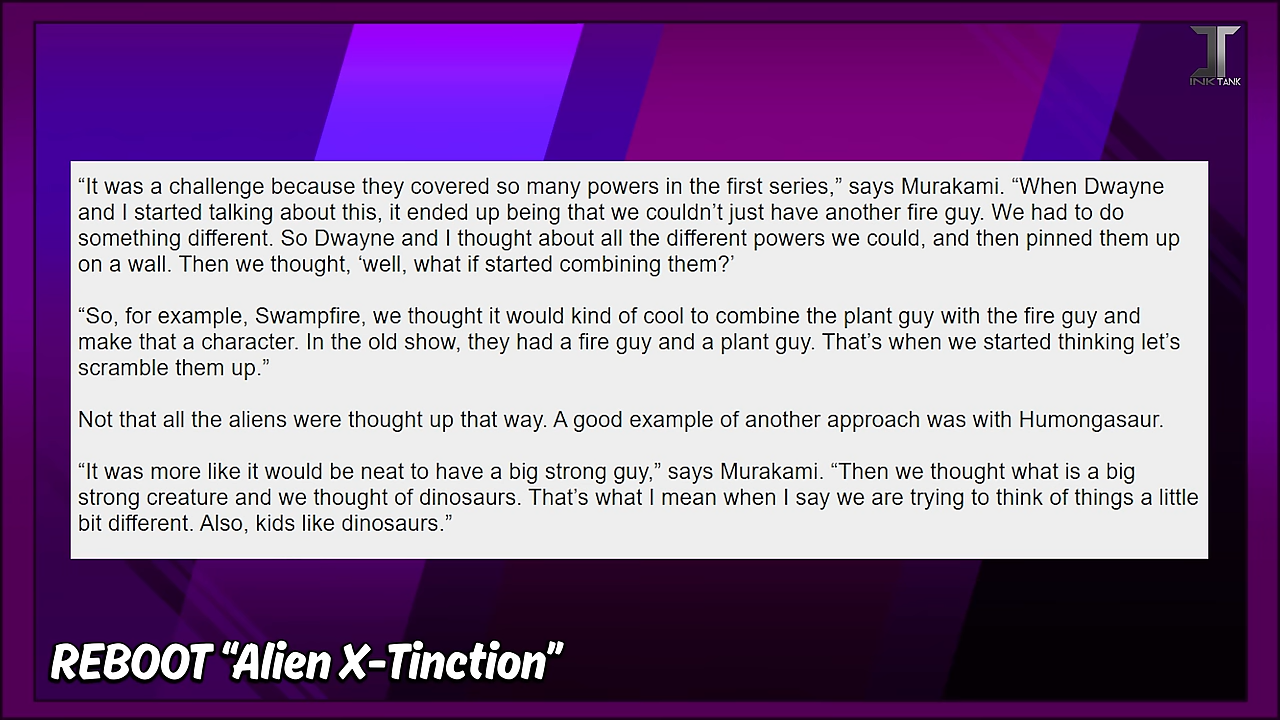 INK TANK
“It was a challenge because they covered so many powers in the first series,” says Murakami. “When Dwayne
and I started talking about this, it ended up being that we couldn’t just have another fire guy. We had to do
something different. So Dwayne and I thought about all the different powers we could, and then pinned them up
on a wall. Then we thought, ‘well, what if started combining them?’
“So, for example, Swampfire, we thought it would kind of cool to combine the plant guy with the fire guy and
make that a character. In the old show, they had a fire guy and a plant guy. That’s when we started thinking let’s
scramble them up.”
Not that all the aliens were thought up that way. A good example of another approach was with Humongasaur.
“It was more like it would be neat to have a big strong guy,” says Murakami. “Then we thought what is a big
strong creature and we thought of dinosaurs. That’s what I mean when I say we are trying to think of things a little
bit different. Also, kids like dinosaurs.”
REBOOT “Alien X-Tinction”